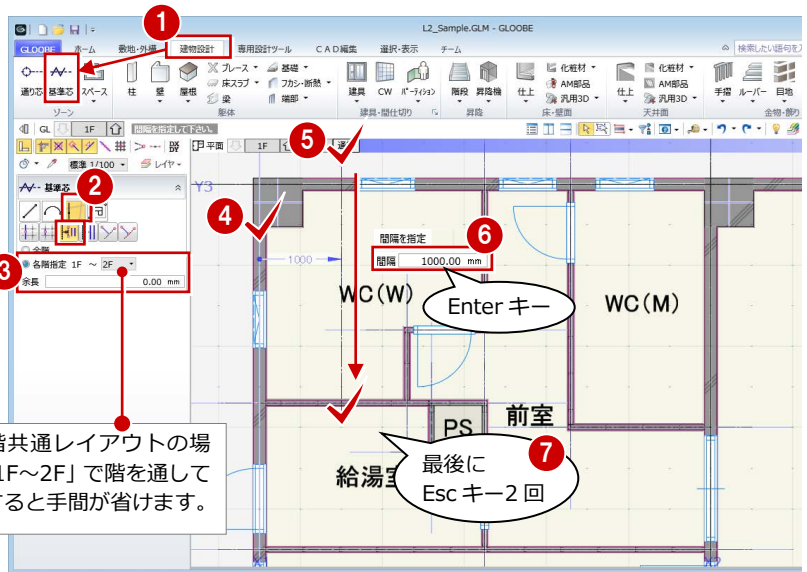 L2_Sample.GLM - GLOOBE
1
GLOOBE ホーム 敷地・外構 建物設計 専用設計ツール CAD編集 選択・表示 チーム 検索したい語句を入
通り芯 基準芯 スペース 柱 壁 屋根 ブレース 基礎 床スラブ フカシ・断熱 梁 端部 建具 CW パーティション 階段 昇降機 仕上 化粧材 AM部品 汎用3D 仕上 化粧材 AM部品 汎用3D 手摺 ルーバー 目地
ゾーン 躯体 建具・間仕切り 昇降 床・壁面 天井面 金物・飾り
GL 1F 間隔を指定して下さい。
5
平面 1F
標準 1/100 レイヤ
基準芯
2
Y3
4
全階
3
各階指定 1F ～ 2F
余長 0.00 mm
間隔を指定
6
間隔 1000.00 mm
1000
WC(W)
Enter キー
WC(M)
階共通レイアウトの場
1F～2F」で階を通して
すると手間が省けます。
PS
前室
給湯室
7
最後に
Esc キー2 回